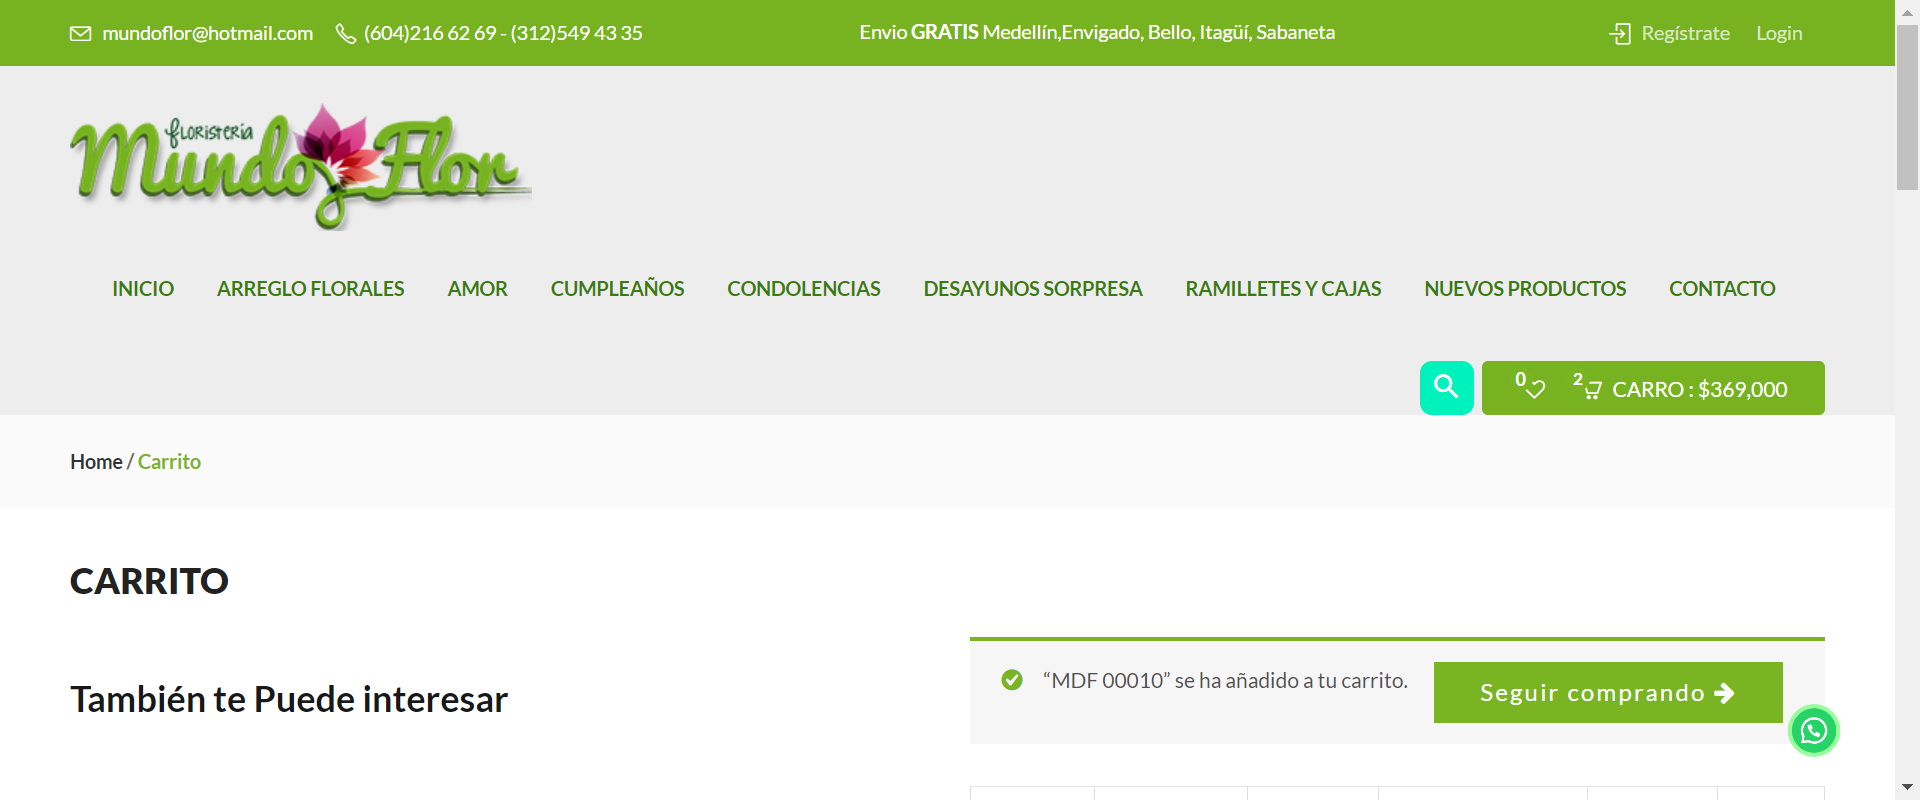 mundoflor@hotmail.com
(604)216 62 69 - (312)549 43 35
Envio GRATIS Medellín,Envigado, Bello, Itagüí, Sabaneta
Regístrate
Login
floristería
Mundo Flor
INICIO
ARREGLO FLORALES
AMOR
CUMPLEAÑOS
CONDOLENCIAS
DESAYUNOS SORPRESA
RAMILLETES Y CAJAS
NUEVOS PRODUCTOS
CONTACTO
0
2
CARRO : $369,000
Home / Carrito
CARRITO
También te Puede interesar
“MDF 00010” se ha añadido a tu carrito.
Seguir comprando